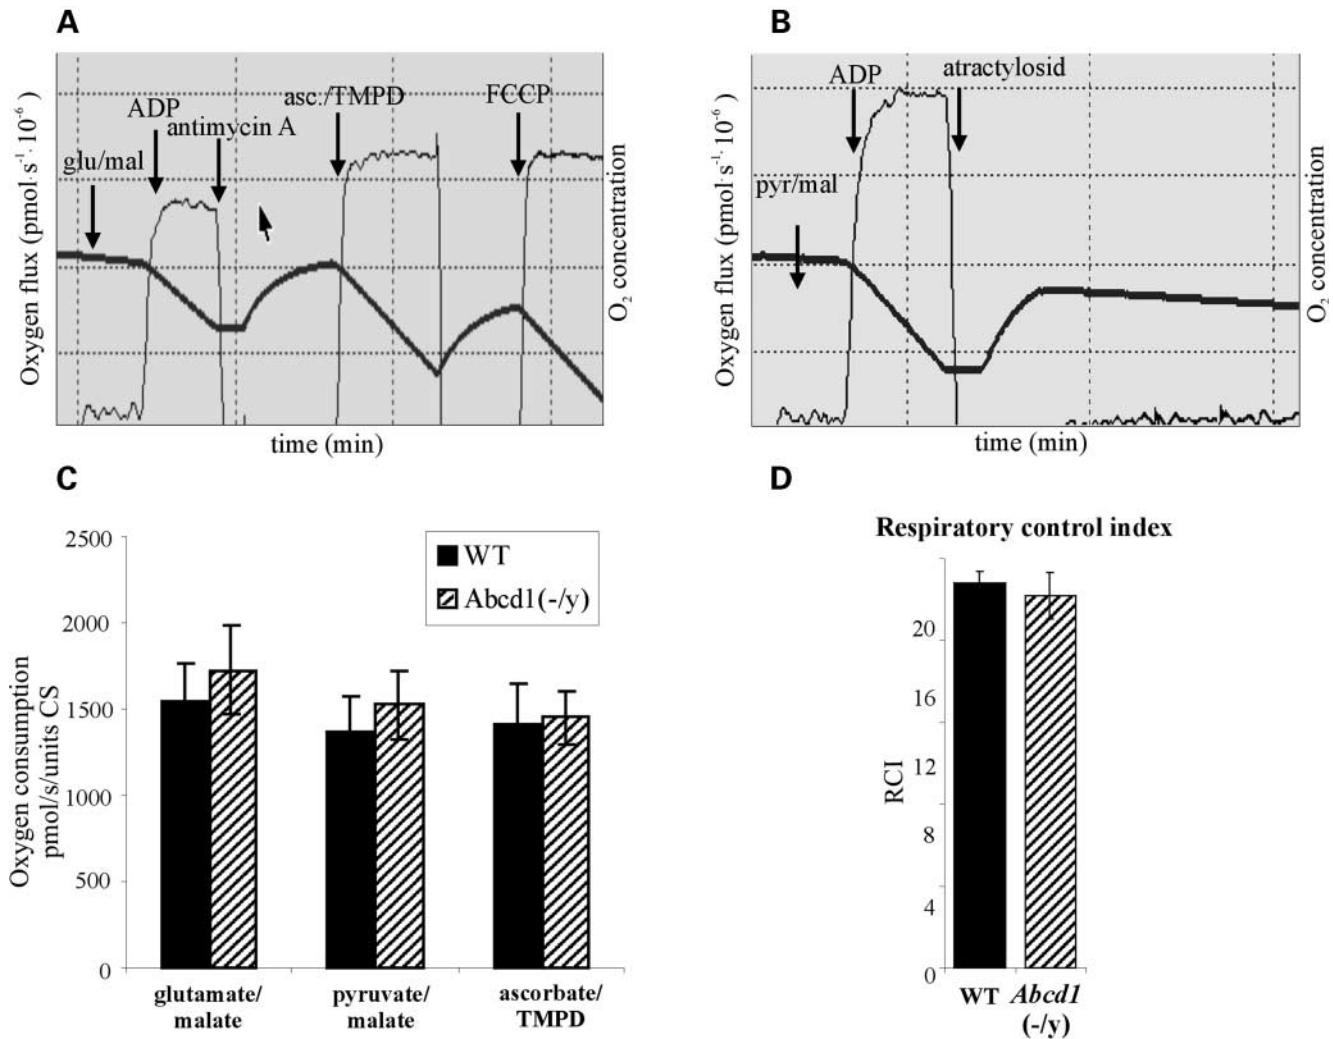 A
Oxygen flux (pmol·s⁻¹·10⁻⁶)
glu/mal
ADP
antimycin A
asc./TMPD
FCCP
O₂ concentration
time (min)
B
Oxygen flux (pmol·s⁻¹·10⁻⁶)
pyr/mal
ADP
atractylosid
O₂ concentration
time (min)
C
Oxygen consumption
pmol/s/units CS
2500
2000
1500
1000
500
0
WT
Abcd1(-/y)
glutamate/
malate
pyruvate/
malate
ascorbate/
TMPD
D
Respiratory control index
RCI
20
16
12
8
4
0
WT
Abcd1
(-/y)